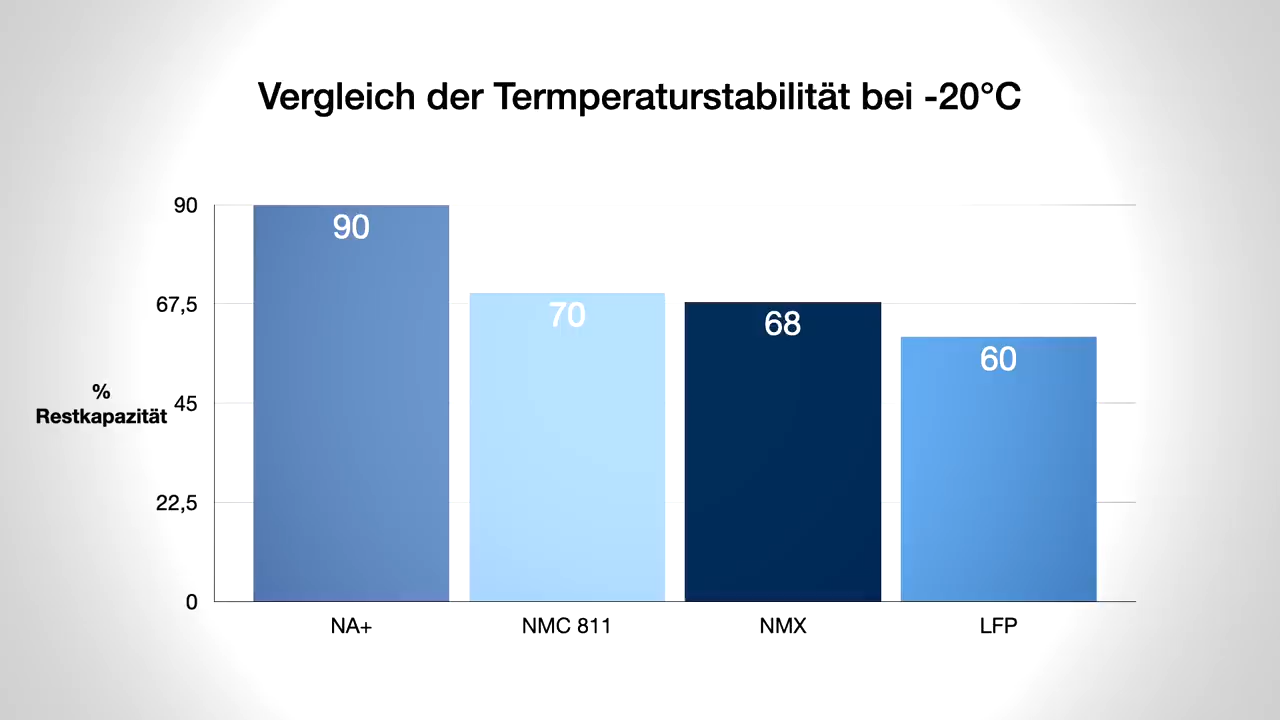 Vergleich der Termperaturstabilität bei -20°C
90
67,5
45
22,5
0
%
Restkapazität
90
70
68
60
NA+
NMC 811
NMX
LFP